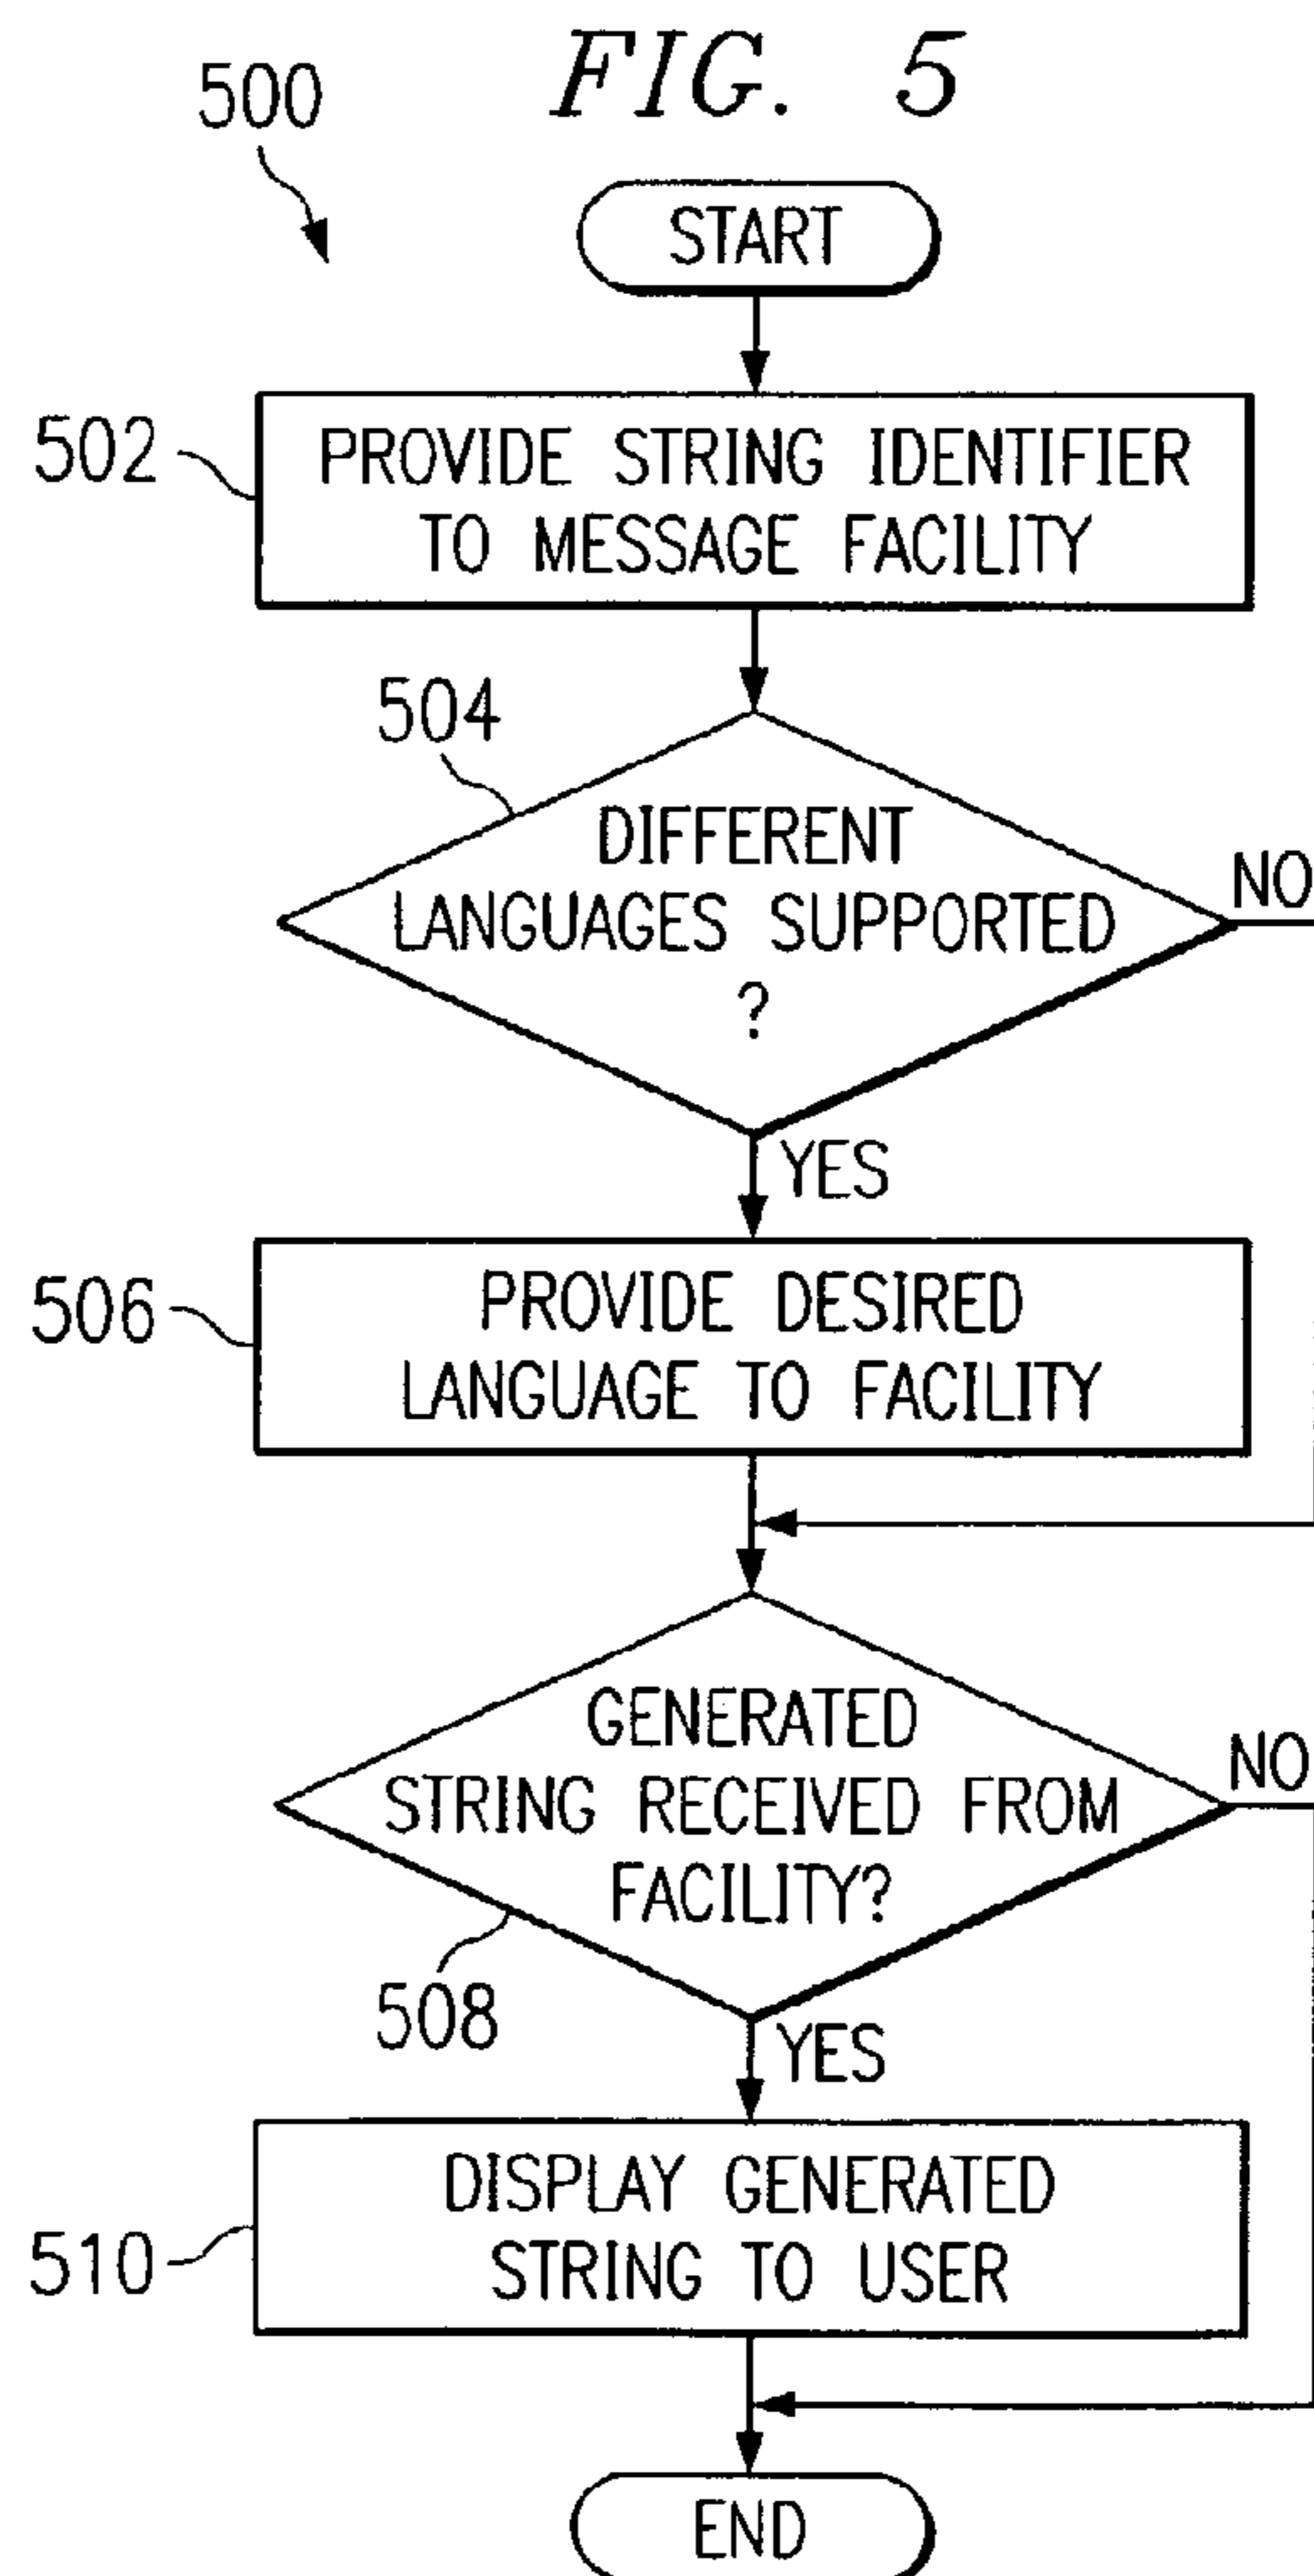 FIG. 5
500
START
502
PROVIDE STRING IDENTIFIER
TO MESSAGE FACILITY
504
DIFFERENT
LANGUAGES SUPPORTED
?
NO
YES
506
PROVIDE DESIRED
LANGUAGE TO FACILITY
GENERATED
STRING RECEIVED FROM
FACILITY?
NO
508
YES
510
DISPLAY GENERATED
STRING TO USER
END